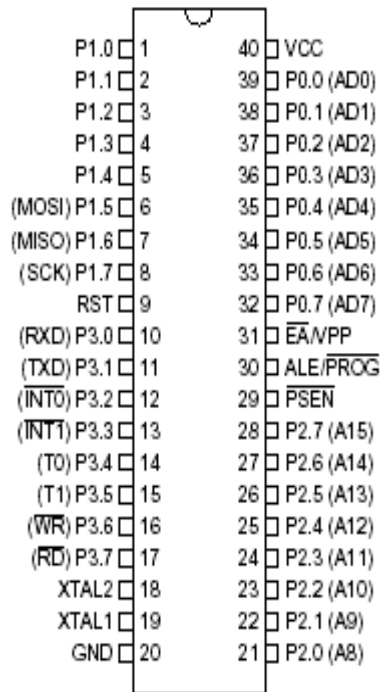 P1.0 1 40 VCC
P1.1 2 39 P0.0 (AD0)
P1.2 3 38 P0.1 (AD1)
P1.3 4 37 P0.2 (AD2)
P1.4 5 36 P0.3 (AD3)
(MOSI) P1.5 6 35 P0.4 (AD4)
(MISO) P1.6 7 34 P0.5 (AD5)
(SCK) P1.7 8 33 P0.6 (AD6)
RST 9 32 P0.7 (AD7)
(RXD) P3.0 10 31 E̅A̅/VPP
(TXD) P3.1 11 30 ALE/P̅R̅O̅G̅
(I̅N̅T̅0̅) P3.2 12 29 P̅S̅E̅N̅
(I̅N̅T̅1̅) P3.3 13 28 P2.7 (A15)
(T0) P3.4 14 27 P2.6 (A14)
(T1) P3.5 15 26 P2.5 (A13)
(W̅R̅) P3.6 16 25 P2.4 (A12)
(R̅D̅) P3.7 17 24 P2.3 (A11)
XTAL2 18 23 P2.2 (A10)
XTAL1 19 22 P2.1 (A9)
GND 20 21 P2.0 (A8)